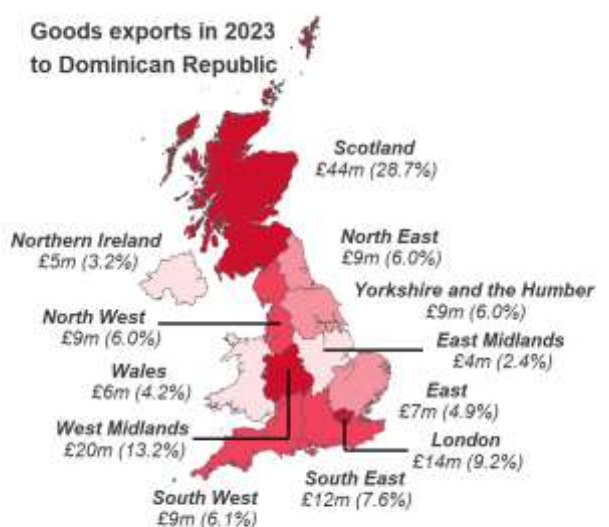 Goods exports in 2023
to Dominican Republic
Scotland
£44m (28.7%)
Northern Ireland
£5m (3.2%)
North East
£9m (6.0%)
Yorkshire and the Humber
£9m (6.0%)
North West
£9m (6.0%)
East Midlands
£4m (2.4%)
Wales
£6m (4.2%)
East
£7m (4.9%)
West Midlands
£20m (13.2%)
London
£14m (9.2%)
South East
£12m (7.6%)
South West
£9m (6.1%)